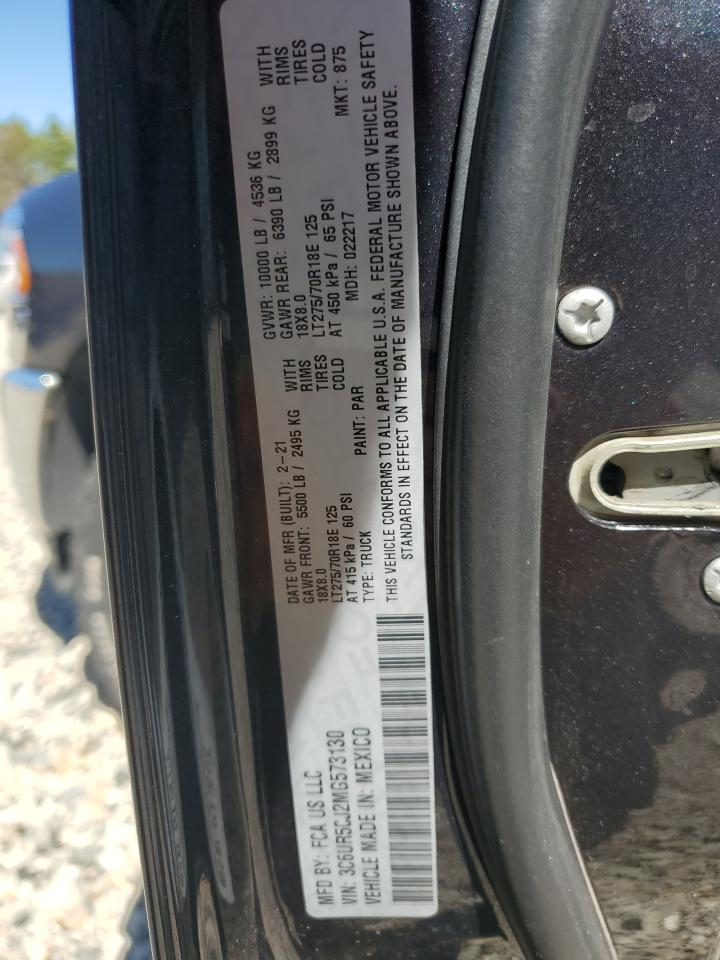 MFD BY: FCA US LLC
VIN: 3C6UR5CJ2MG573130
VEHICLE MADE IN: MEXICO
DATE OF MFR (BUILT): 2-21
GAWR FRONT: 5500 LB / 2495 KG WITH
18X8.0 RIMS
LT275/70R18E 125 TIRES
AT 415 kPa / 60 PSI COLD
TYPE: TRUCK PAINT: PAR
GVWR: 10000 LB / 4536 KG
GAWR REAR: 6390 LB / 2899 KG WITH
18X8.0 RIMS
LT275/70R18E 125 TIRES
AT 450 kPa / 65 PSI COLD
MDH: 022217 MKT: 875
THIS VEHICLE CONFORMS TO ALL APPLICABLE U.S.A. FEDERAL MOTOR VEHICLE SAFETY
STANDARDS IN EFFECT ON THE DATE OF MANUFACTURE SHOWN ABOVE.